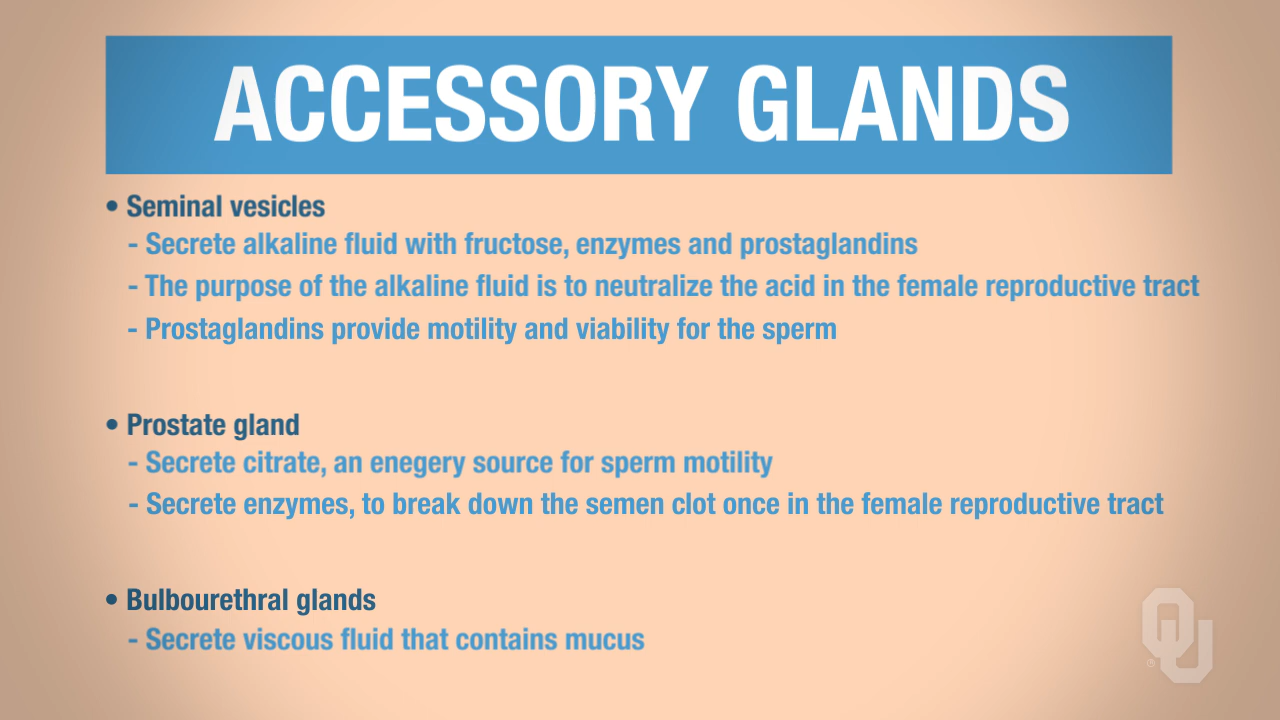 ACCESSORY GLANDS
• Seminal vesicles
- Secrete alkaline fluid with fructose, enzymes and prostaglandins
- The purpose of the alkaline fluid is to neutralize the acid in the female reproductive tract
- Prostaglandins provide motility and viability for the sperm
• Prostate gland
- Secrete citrate, an enegery source for sperm motility
- Secrete enzymes, to break down the semen clot once in the female reproductive tract
• Bulbourethral glands
- Secrete viscous fluid that contains mucus
OU
®